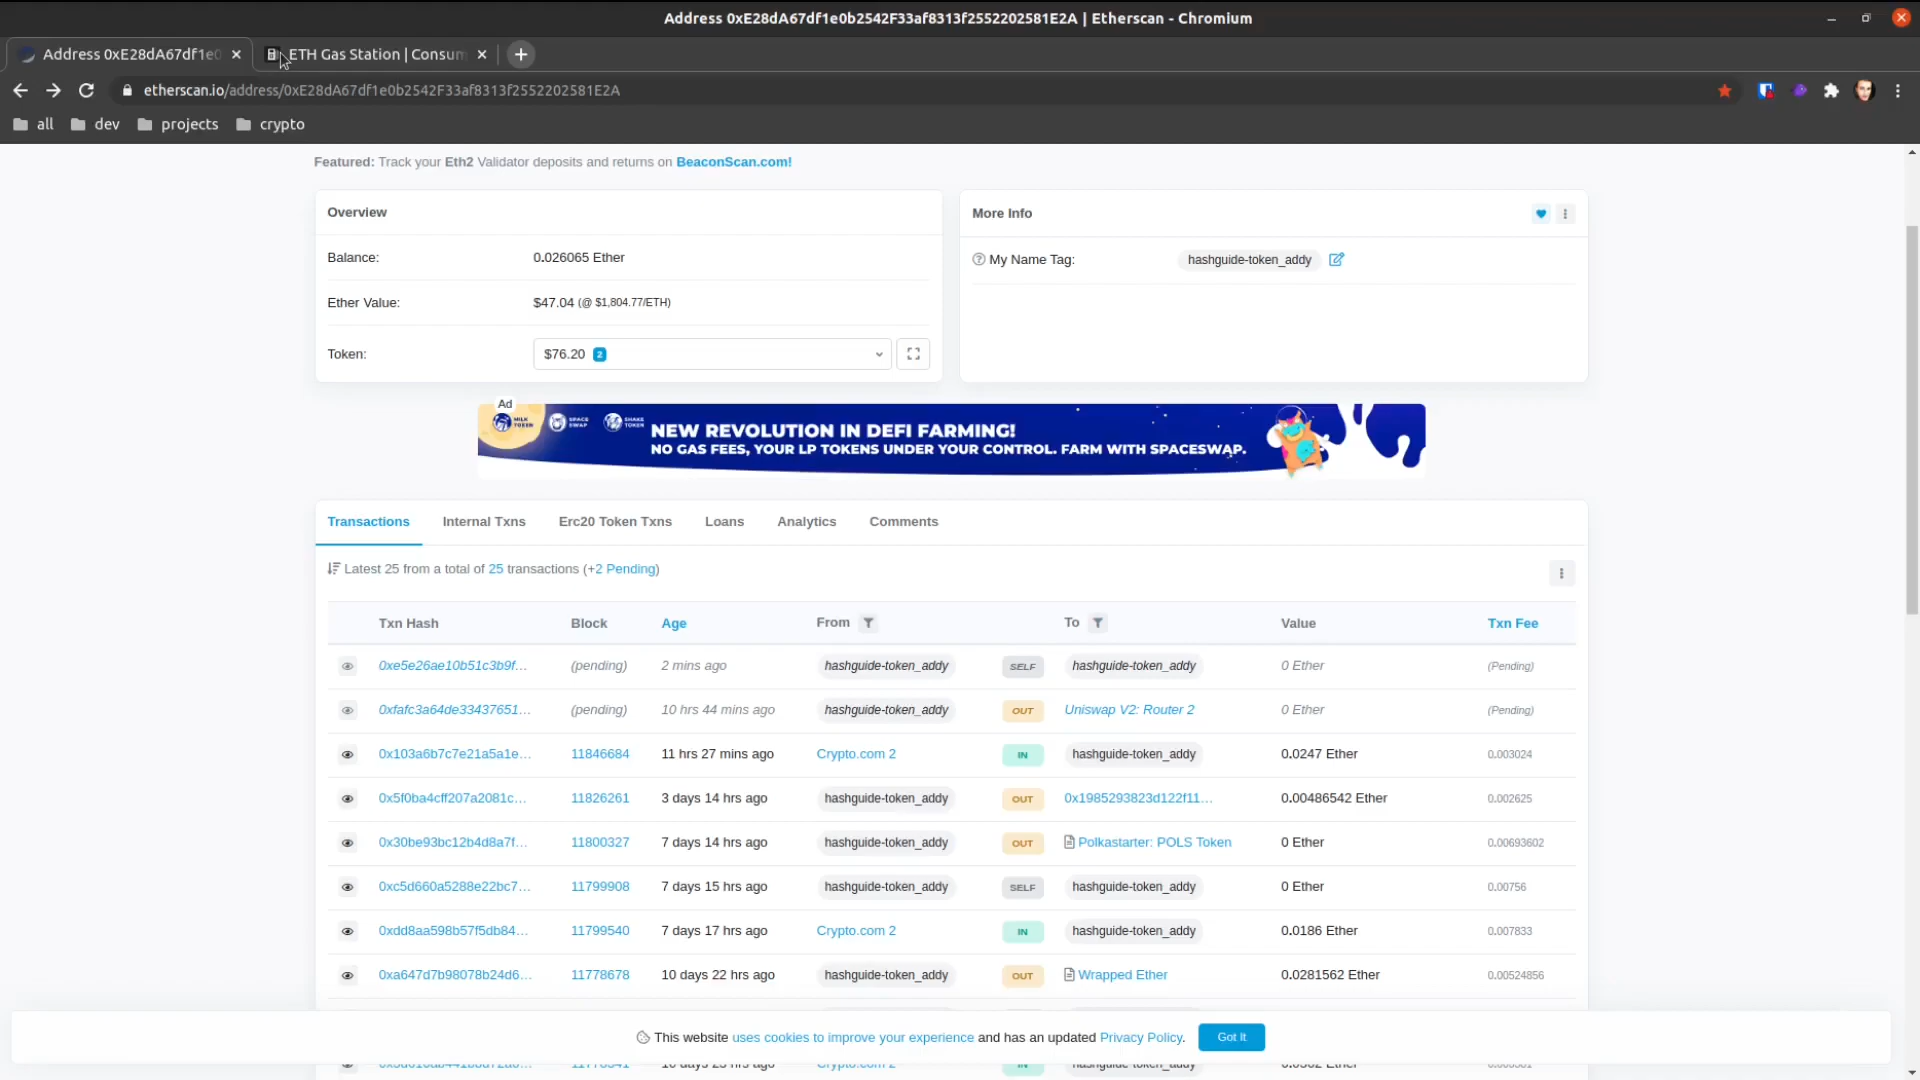 Address 0xE28dA67df1e0b2542F33af8313f2552202581E2A | Etherscan - Chromium
Address 0xE28dA67df1e0
ETH Gas Station | Consum
etherscan.io/address/0xE28dA67df1e0b2542F33af8313f2552202581E2A
all dev projects crypto
Featured: Track your Eth2 Validator deposits and returns on BeaconScan.com!
Overview
Balance: 0.026065 Ether
Ether Value: $47.04 (@ $1,804.77/ETH)
Token: $76.20 2
More Info
My Name Tag: hashguide-token_addy
Ad
MILK TOKEN SPACE SWAP SHAKE TOKEN
NEW REVOLUTION IN DEFI FARMING!
NO GAS FEES, YOUR LP TOKENS UNDER YOUR CONTROL. FARM WITH SPACESWAP.
Transactions Internal Txns Erc20 Token Txns Loans Analytics Comments
Latest 25 from a total of 25 transactions (+2 Pending)
Txn Hash Block Age From To Value Txn Fee
0xe5e26ae10b51c3b9f... (pending) 2 mins ago hashguide-token_addy SELF hashguide-token_addy 0 Ether (Pending)
0xfafc3a64de33437651... (pending) 10 hrs 44 mins ago hashguide-token_addy OUT Uniswap V2: Router 2 0 Ether (Pending)
0x103a6b7c7e21a5a1e... 11846684 11 hrs 27 mins ago Crypto.com 2 IN hashguide-token_addy 0.0247 Ether 0.003024
0x5f0ba4cff207a2081c... 11826261 3 days 14 hrs ago hashguide-token_addy OUT 0x1985293823d122f11... 0.00486542 Ether 0.002625
0x30be93bc12b4d8a7f... 11800327 7 days 14 hrs ago hashguide-token_addy OUT Polkastarter: POLS Token 0 Ether 0.00693602
0xc5d660a5288e22bc7... 11799908 7 days 15 hrs ago hashguide-token_addy SELF hashguide-token_addy 0 Ether 0.00756
0xdd8aa598b57f5db84... 11799540 7 days 17 hrs ago Crypto.com 2 IN hashguide-token_addy 0.0186 Ether 0.007833
0xa647d7b98078b24d6... 11778678 10 days 22 hrs ago hashguide-token_addy OUT Wrapped Ether 0.0281562 Ether 0.00524856
This website uses cookies to improve your experience and has an updated Privacy Policy. Got It